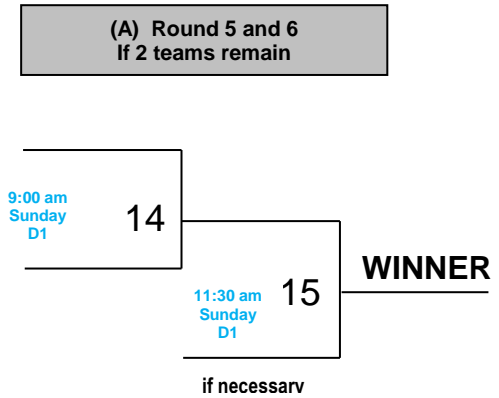 (A) Round 5 and 6
If 2 teams remain
9:00 am
Sunday
D1
14
WINNER
11:30 am
Sunday
D1
15
if necessary